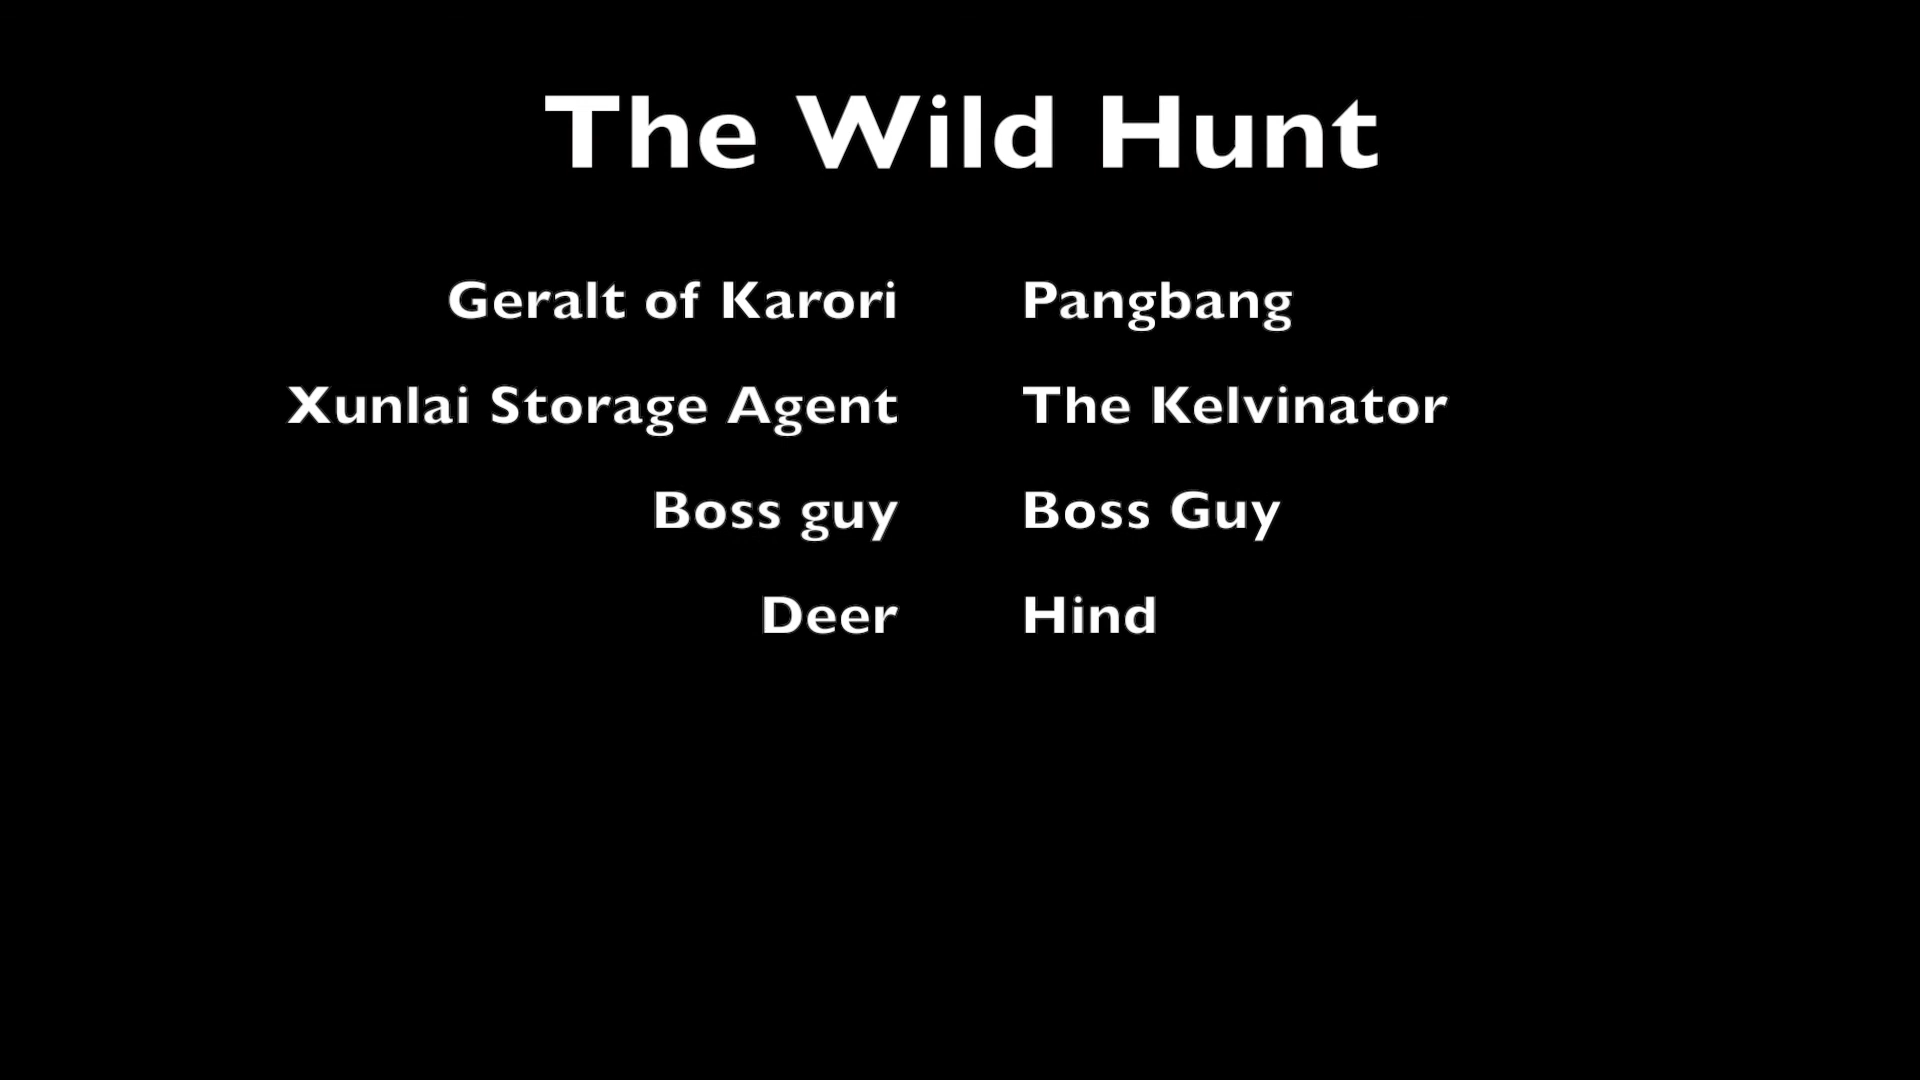 The Wild Hunt
Geralt of Karori Pangbang
Xunlai Storage Agent The Kelvinator
Boss guy Boss Guy
Deer Hind